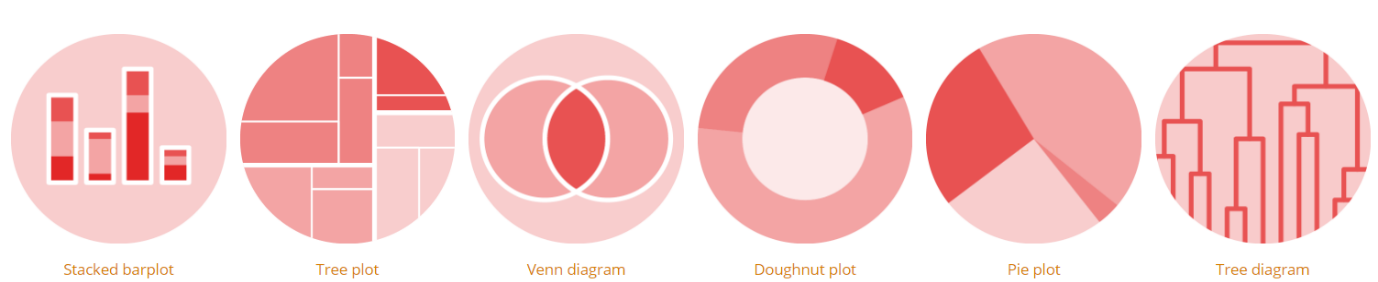 Stacked barplot
Tree plot
Venn diagram
Doughnut plot
Pie plot
Tree diagram